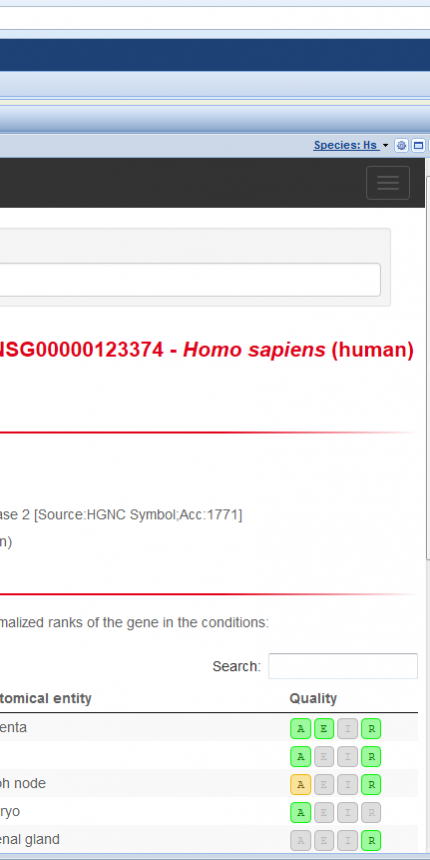 Species: Hs
NSG00000123374 - Homo sapiens (human)
ase 2 [Source:HGNC Symbol;Acc:1771]
n)
malized ranks of the gene in the conditions:
Search:
tomical entity Quality
enta A E I R
A E I R
ph node A E I R
ryo A E I R
enal gland A E I R